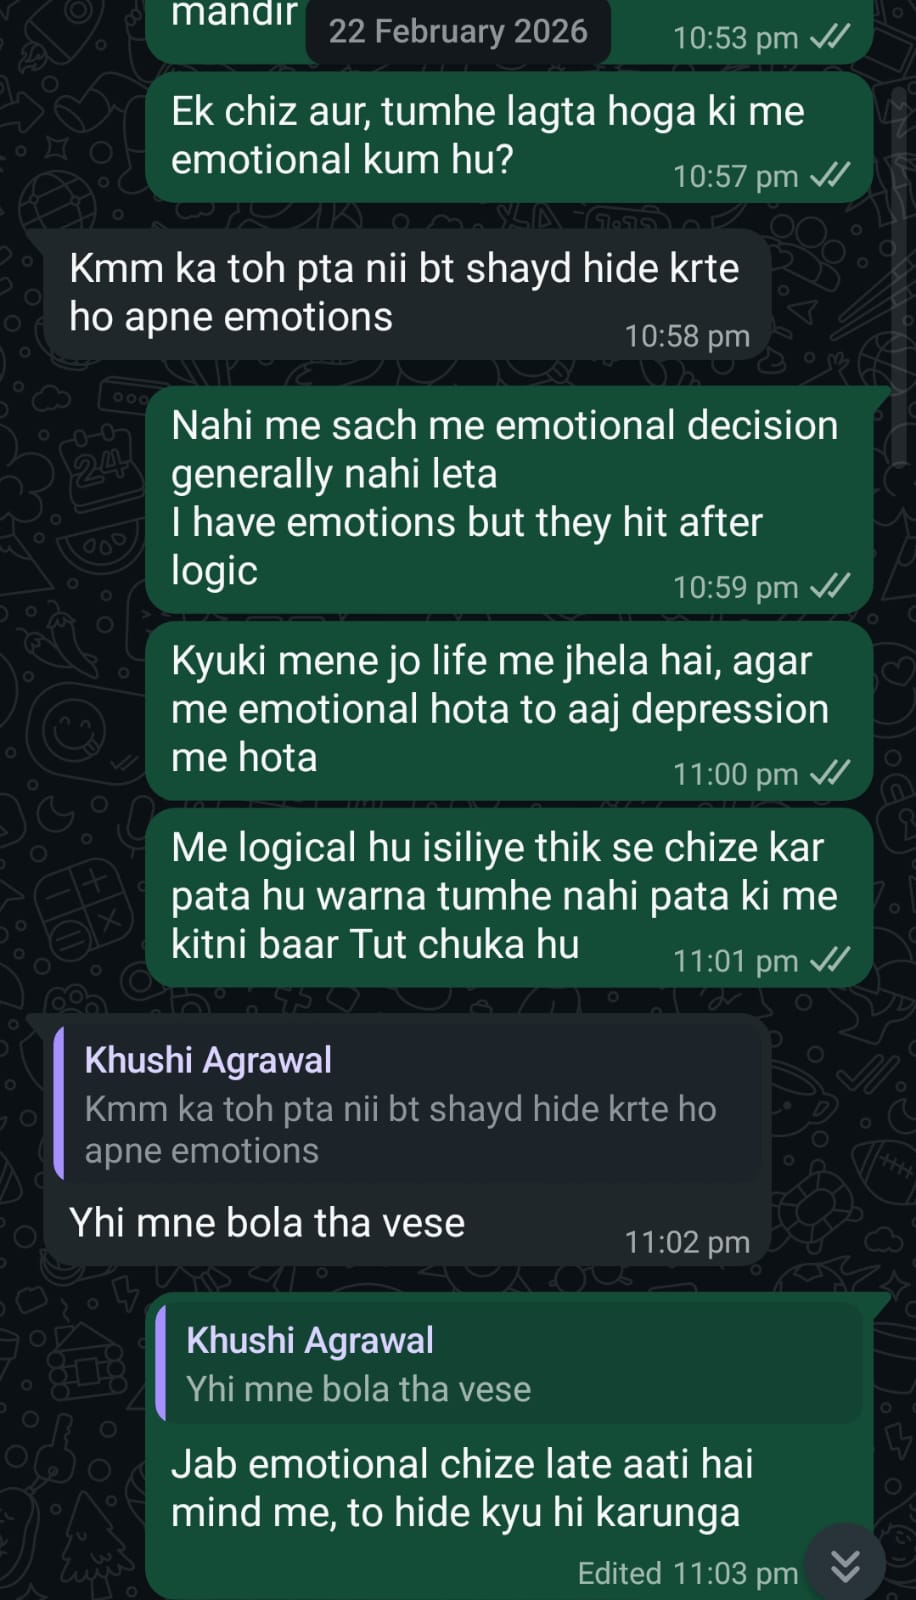 mandir
22 February 2026
10:53 pm
Ek chiz aur, tumhe lagta hoga ki me
emotional kum hu?
10:57 pm
Kmm ka toh pta nii bt shayd hide krte
ho apne emotions
10:58 pm
Nahi me sach me emotional decision
generally nahi leta
I have emotions but they hit after
logic
10:59 pm
Kyuki mene jo life me jhela hai, agar
me emotional hota to aaj depression
me hota
11:00 pm
Me logical hu isiliye thik se chize kar
pata hu warna tumhe nahi pata ki me
kitni baar Tut chuka hu
11:01 pm
Khushi Agrawal
Kmm ka toh pta nii bt shayd hide krte ho
apne emotions
Yhi mne bola tha vese
11:02 pm
Khushi Agrawal
Yhi mne bola tha vese
Jab emotional chize late aati hai
mind me, to hide kyu hi karunga
Edited 11:03 pm